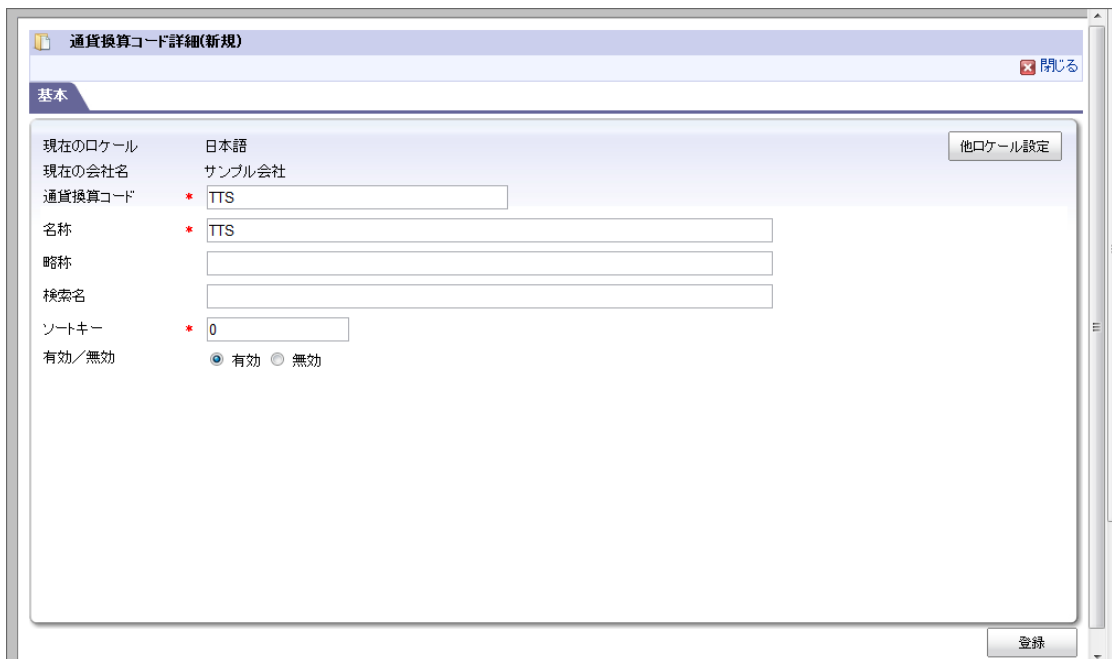 通貨換算コード詳細(新規)
閉じる
基本
現在のロケール 日本語 他ロケール設定
現在の会社名 サンプル会社
通貨換算コード * TTS
名称 * TTS
略称
検索名
ソートキー * 0
有効／無効 有効 無効
登録